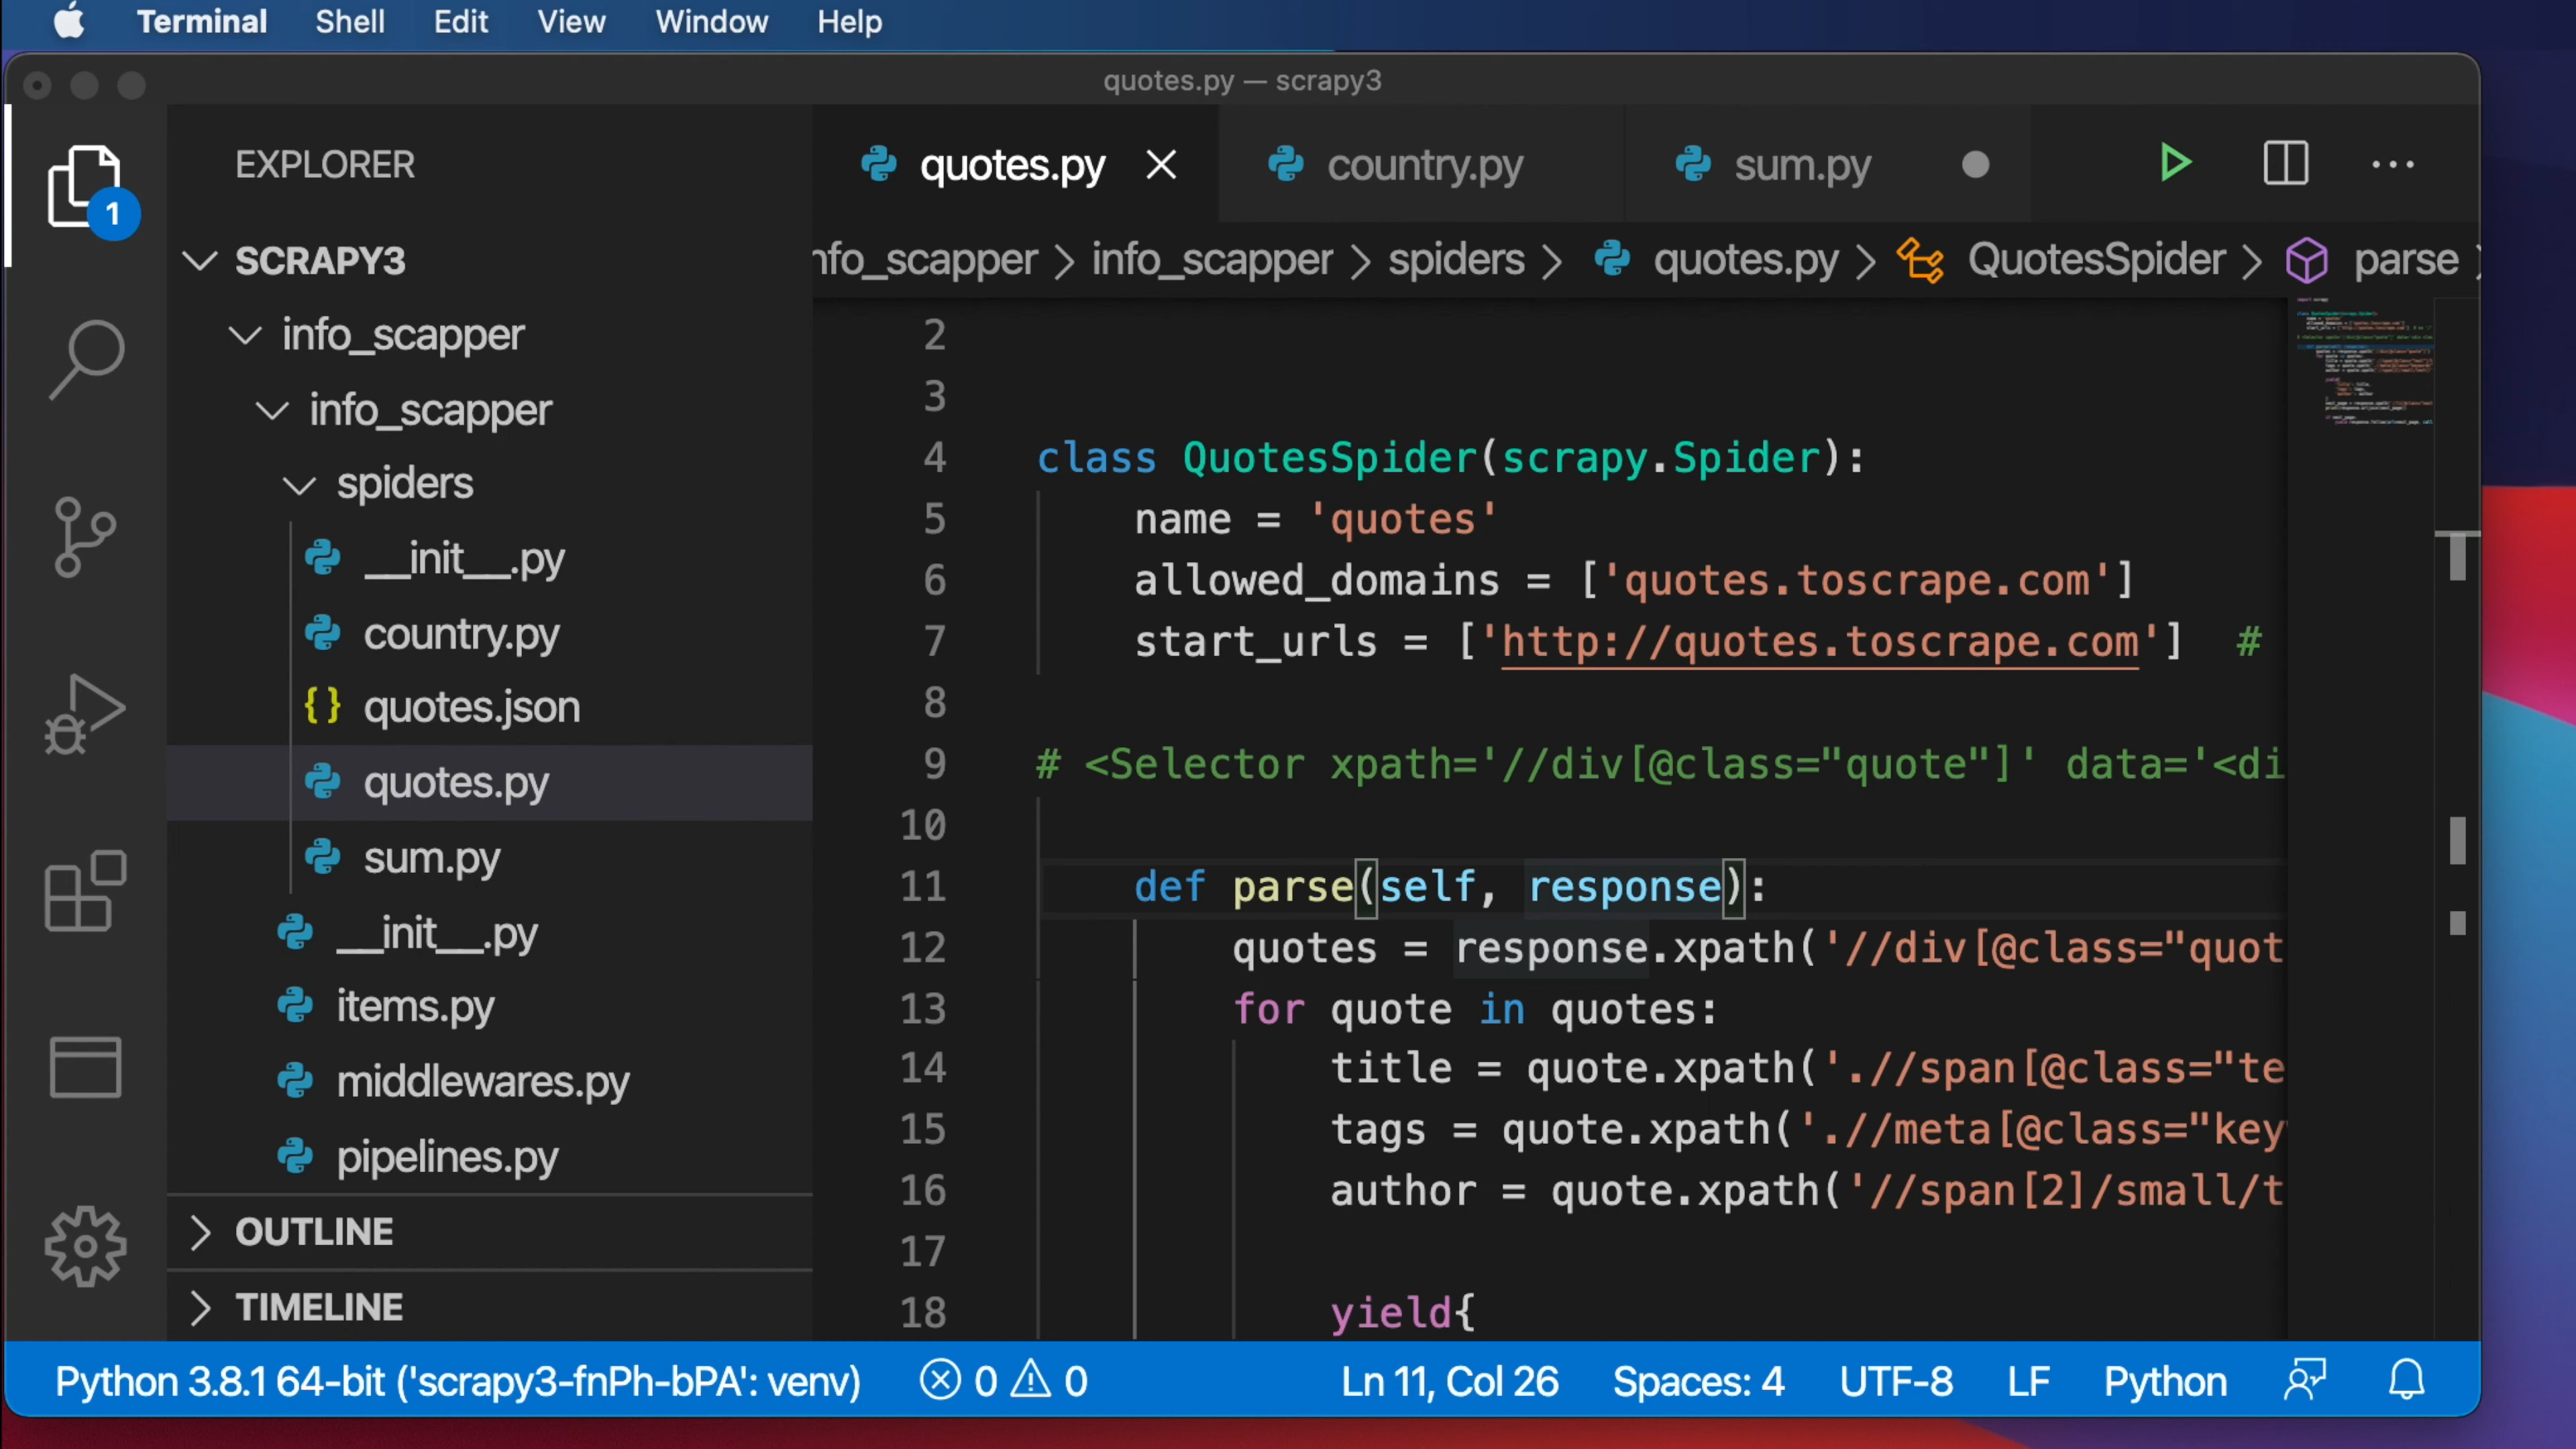 Terminal Shell Edit View Window Help
quotes.py — scrapy3
EXPLORER
1
SCRAPY3
info_scapper
info_scapper
spiders
__init__.py
country.py
{} quotes.json
quotes.py
sum.py
__init__.py
items.py
middlewares.py
pipelines.py
OUTLINE
TIMELINE
quotes.py country.py sum.py
nfo_scapper > info_scapper > spiders > quotes.py > QuotesSpider > parse >
2
3
4 class QuotesSpider(scrapy.Spider):
5 name = 'quotes'
6 allowed_domains = ['quotes.toscrape.com']
7 start_urls = ['http://quotes.toscrape.com'] #
8
9 # <Selector xpath='//div[@class="quote"]' data='<di
10
11 def parse(self, response):
12 quotes = response.xpath('//div[@class="quot
13 for quote in quotes:
14 title = quote.xpath('.//span[@class="te
15 tags = quote.xpath('.//meta[@class="key
16 author = quote.xpath('//span[2]/small/t
17
18 yield{
Python 3.8.1 64-bit ('scrapy3-fnPh-bPA': venv) 0 0 Ln 11, Col 26 Spaces: 4 UTF-8 LF Python